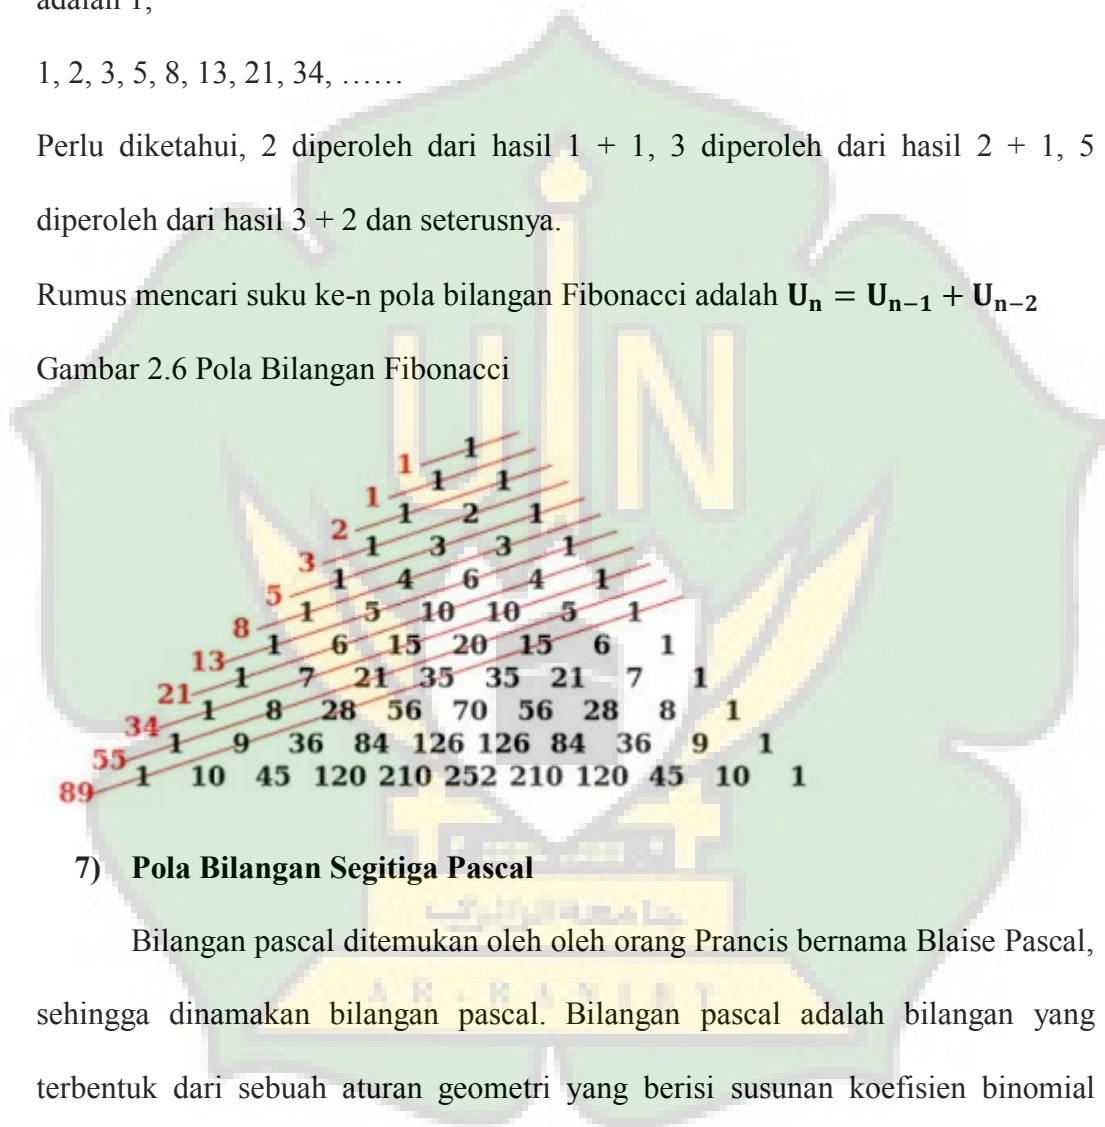 adalah 1,
1, 2, 3, 5, 8, 13, 21, 34, ……
Perlu diketahui, 2 diperoleh dari hasil 1 + 1, 3 diperoleh dari hasil 2 + 1, 5
diperoleh dari hasil 3 + 2 dan seterusnya.
Rumus mencari suku ke-n pola bilangan Fibonacci adalah Uₙ = Uₙ₋₁ + Uₙ₋₂
Gambar 2.6 Pola Bilangan Fibonacci
1 1
1 1 1
2 1 2 1
3 1 3 3 1
5 1 4 6 4 1
8 1 5 10 10 5 1
13 1 6 15 20 15 6 1
21 1 7 21 35 35 21 7 1
34 1 8 28 56 70 56 28 8 1
55 1 9 36 84 126 126 84 36 9 1
89 1 10 45 120 210 252 210 120 45 10 1
7) Pola Bilangan Segitiga Pascal
Bilangan pascal ditemukan oleh oleh orang Prancis bernama Blaise Pascal,
sehingga dinamakan bilangan pascal. Bilangan pascal adalah bilangan yang
terbentuk dari sebuah aturan geometri yang berisi susunan koefisien binomial
UIN
AR-RANIRY